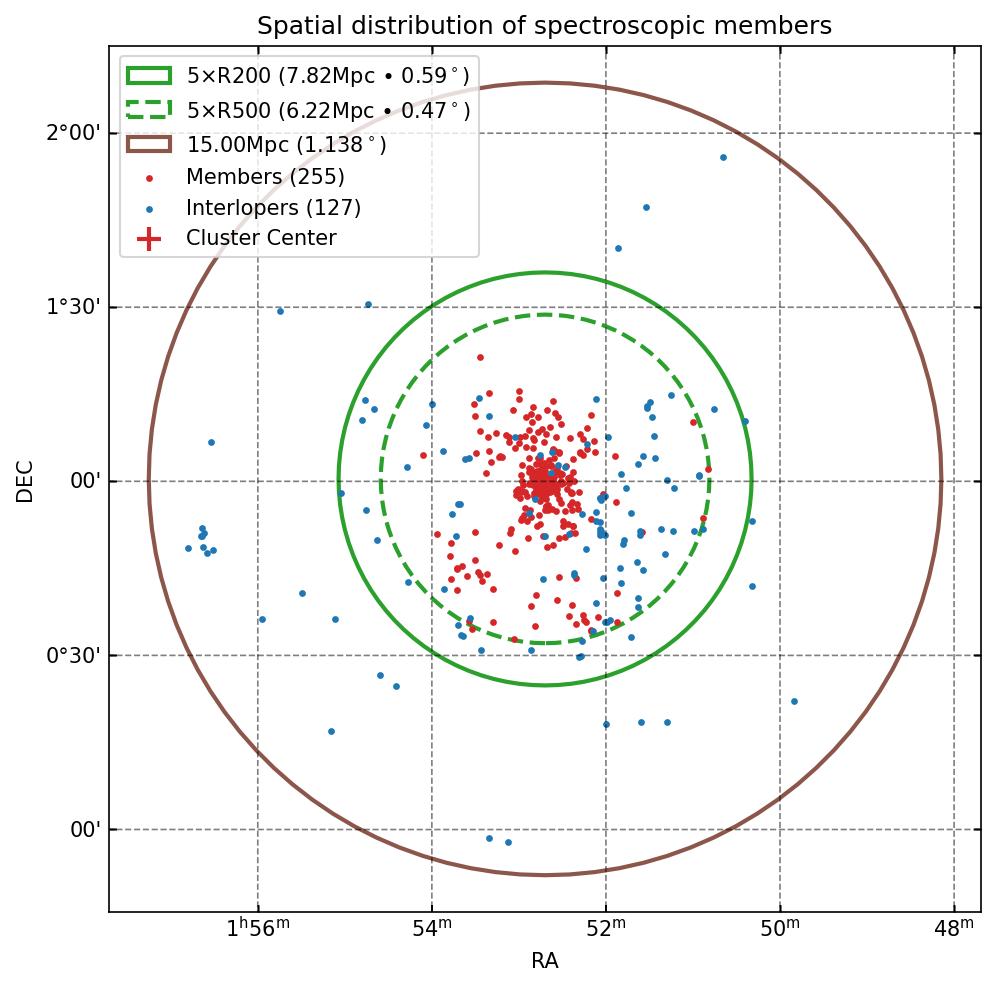 Spatial distribution of spectroscopic members
5×R200 (7.82Mpc • 0.59°)
5×R500 (6.22Mpc • 0.47°)
15.00Mpc (1.138°)
Members (255)
Interlopers (127)
Cluster Center
2°00'
1°30'
00'
0°30'
00'
DEC
1ʰ56ᵐ 54ᵐ 52ᵐ 50ᵐ 48ᵐ
RA